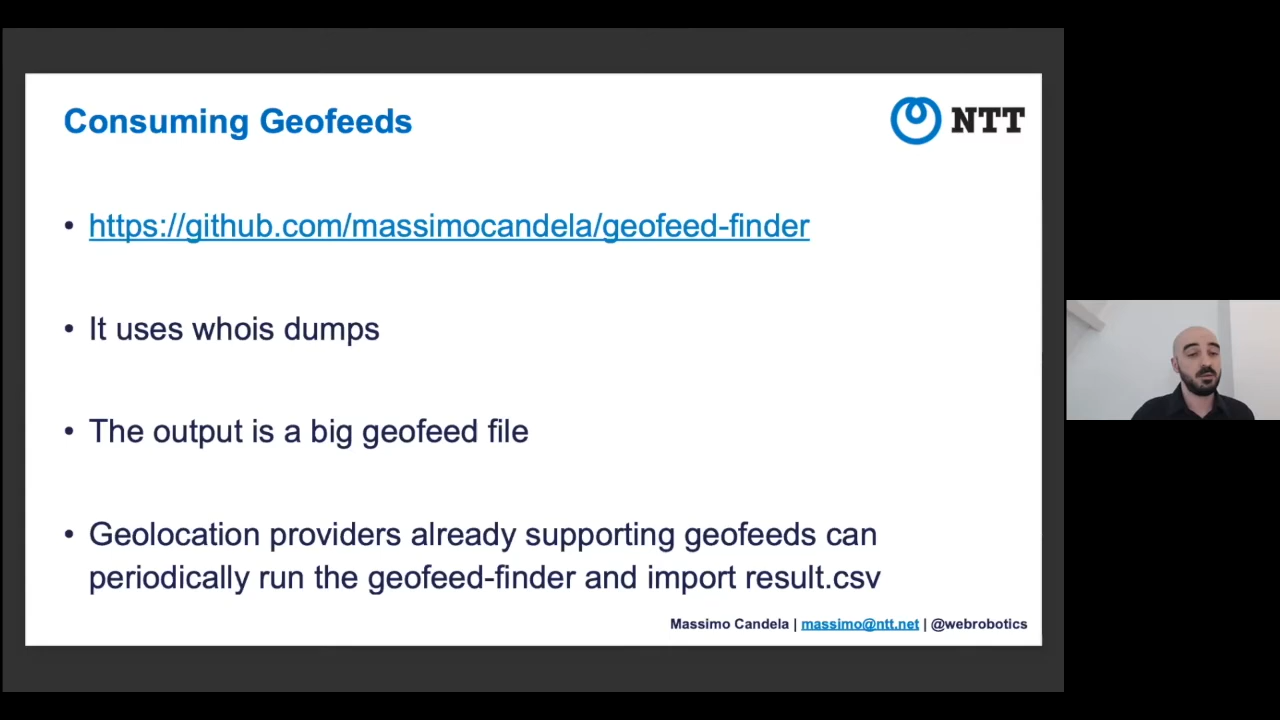 Consuming Geofeeds
NTT
• https://github.com/massimocandela/geofeed-finder
• It uses whois dumps
• The output is a big geofeed file
• Geolocation providers already supporting geofeeds can
periodically run the geofeed-finder and import result.csv
Massimo Candela | massimo@ntt.net | @webrobotics